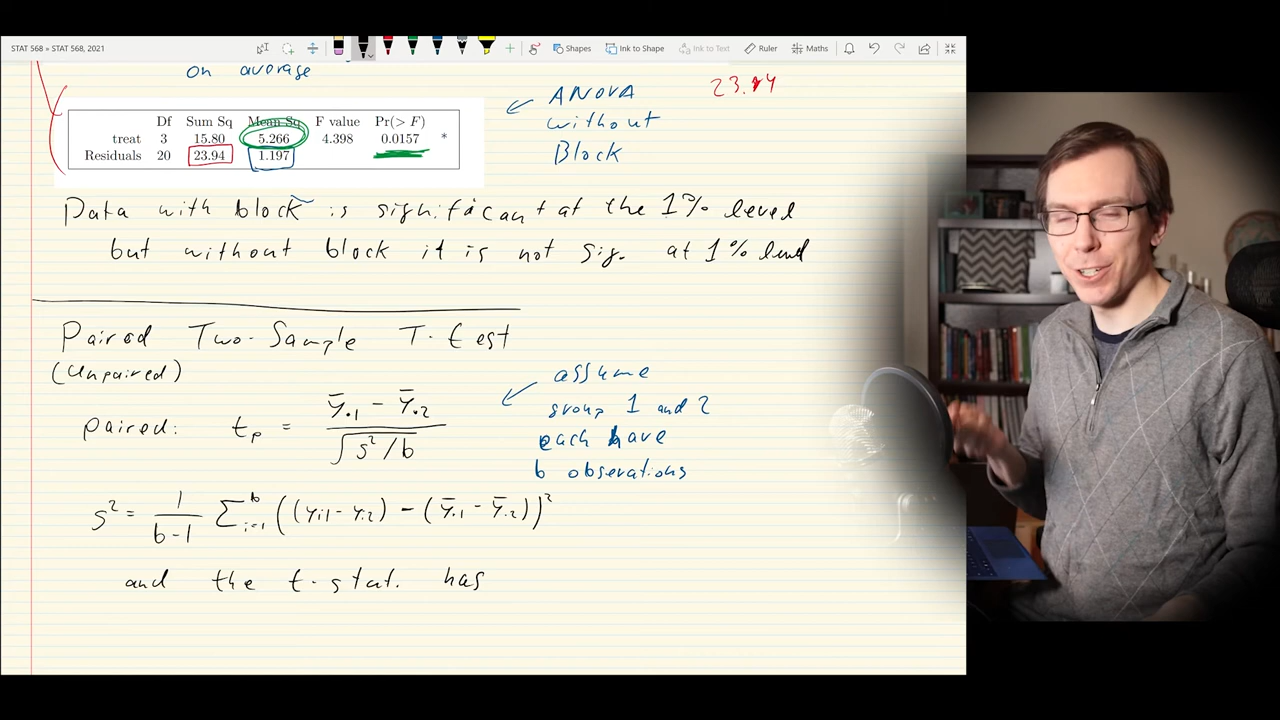 STAT 568 » STAT 568, 2021
Shapes
Ink to Shape
Ink to Text
Ruler
Maths
on average
23.94
Df Sum Sq Mean Sq F value Pr(> F)
treat 3 15.80 5.266 4.398 0.0157 *
Residuals 20 23.94 1.197
ANOVA
without
Block
Data with block is significant at the 1% level
but without block it is not sig. at 1% level
Paired Two-Sample T-test
(Unpaired)
paired: t_p = (ȳ.1 − ȳ.2) / √(s²/b)
assume
group 1 and 2
each have
b obserations
s² = 1/(b-1) Σ_{i=1}^b ((y_i1 − y_i2) − (ȳ.1 − ȳ.2))²
and the t-stat. has